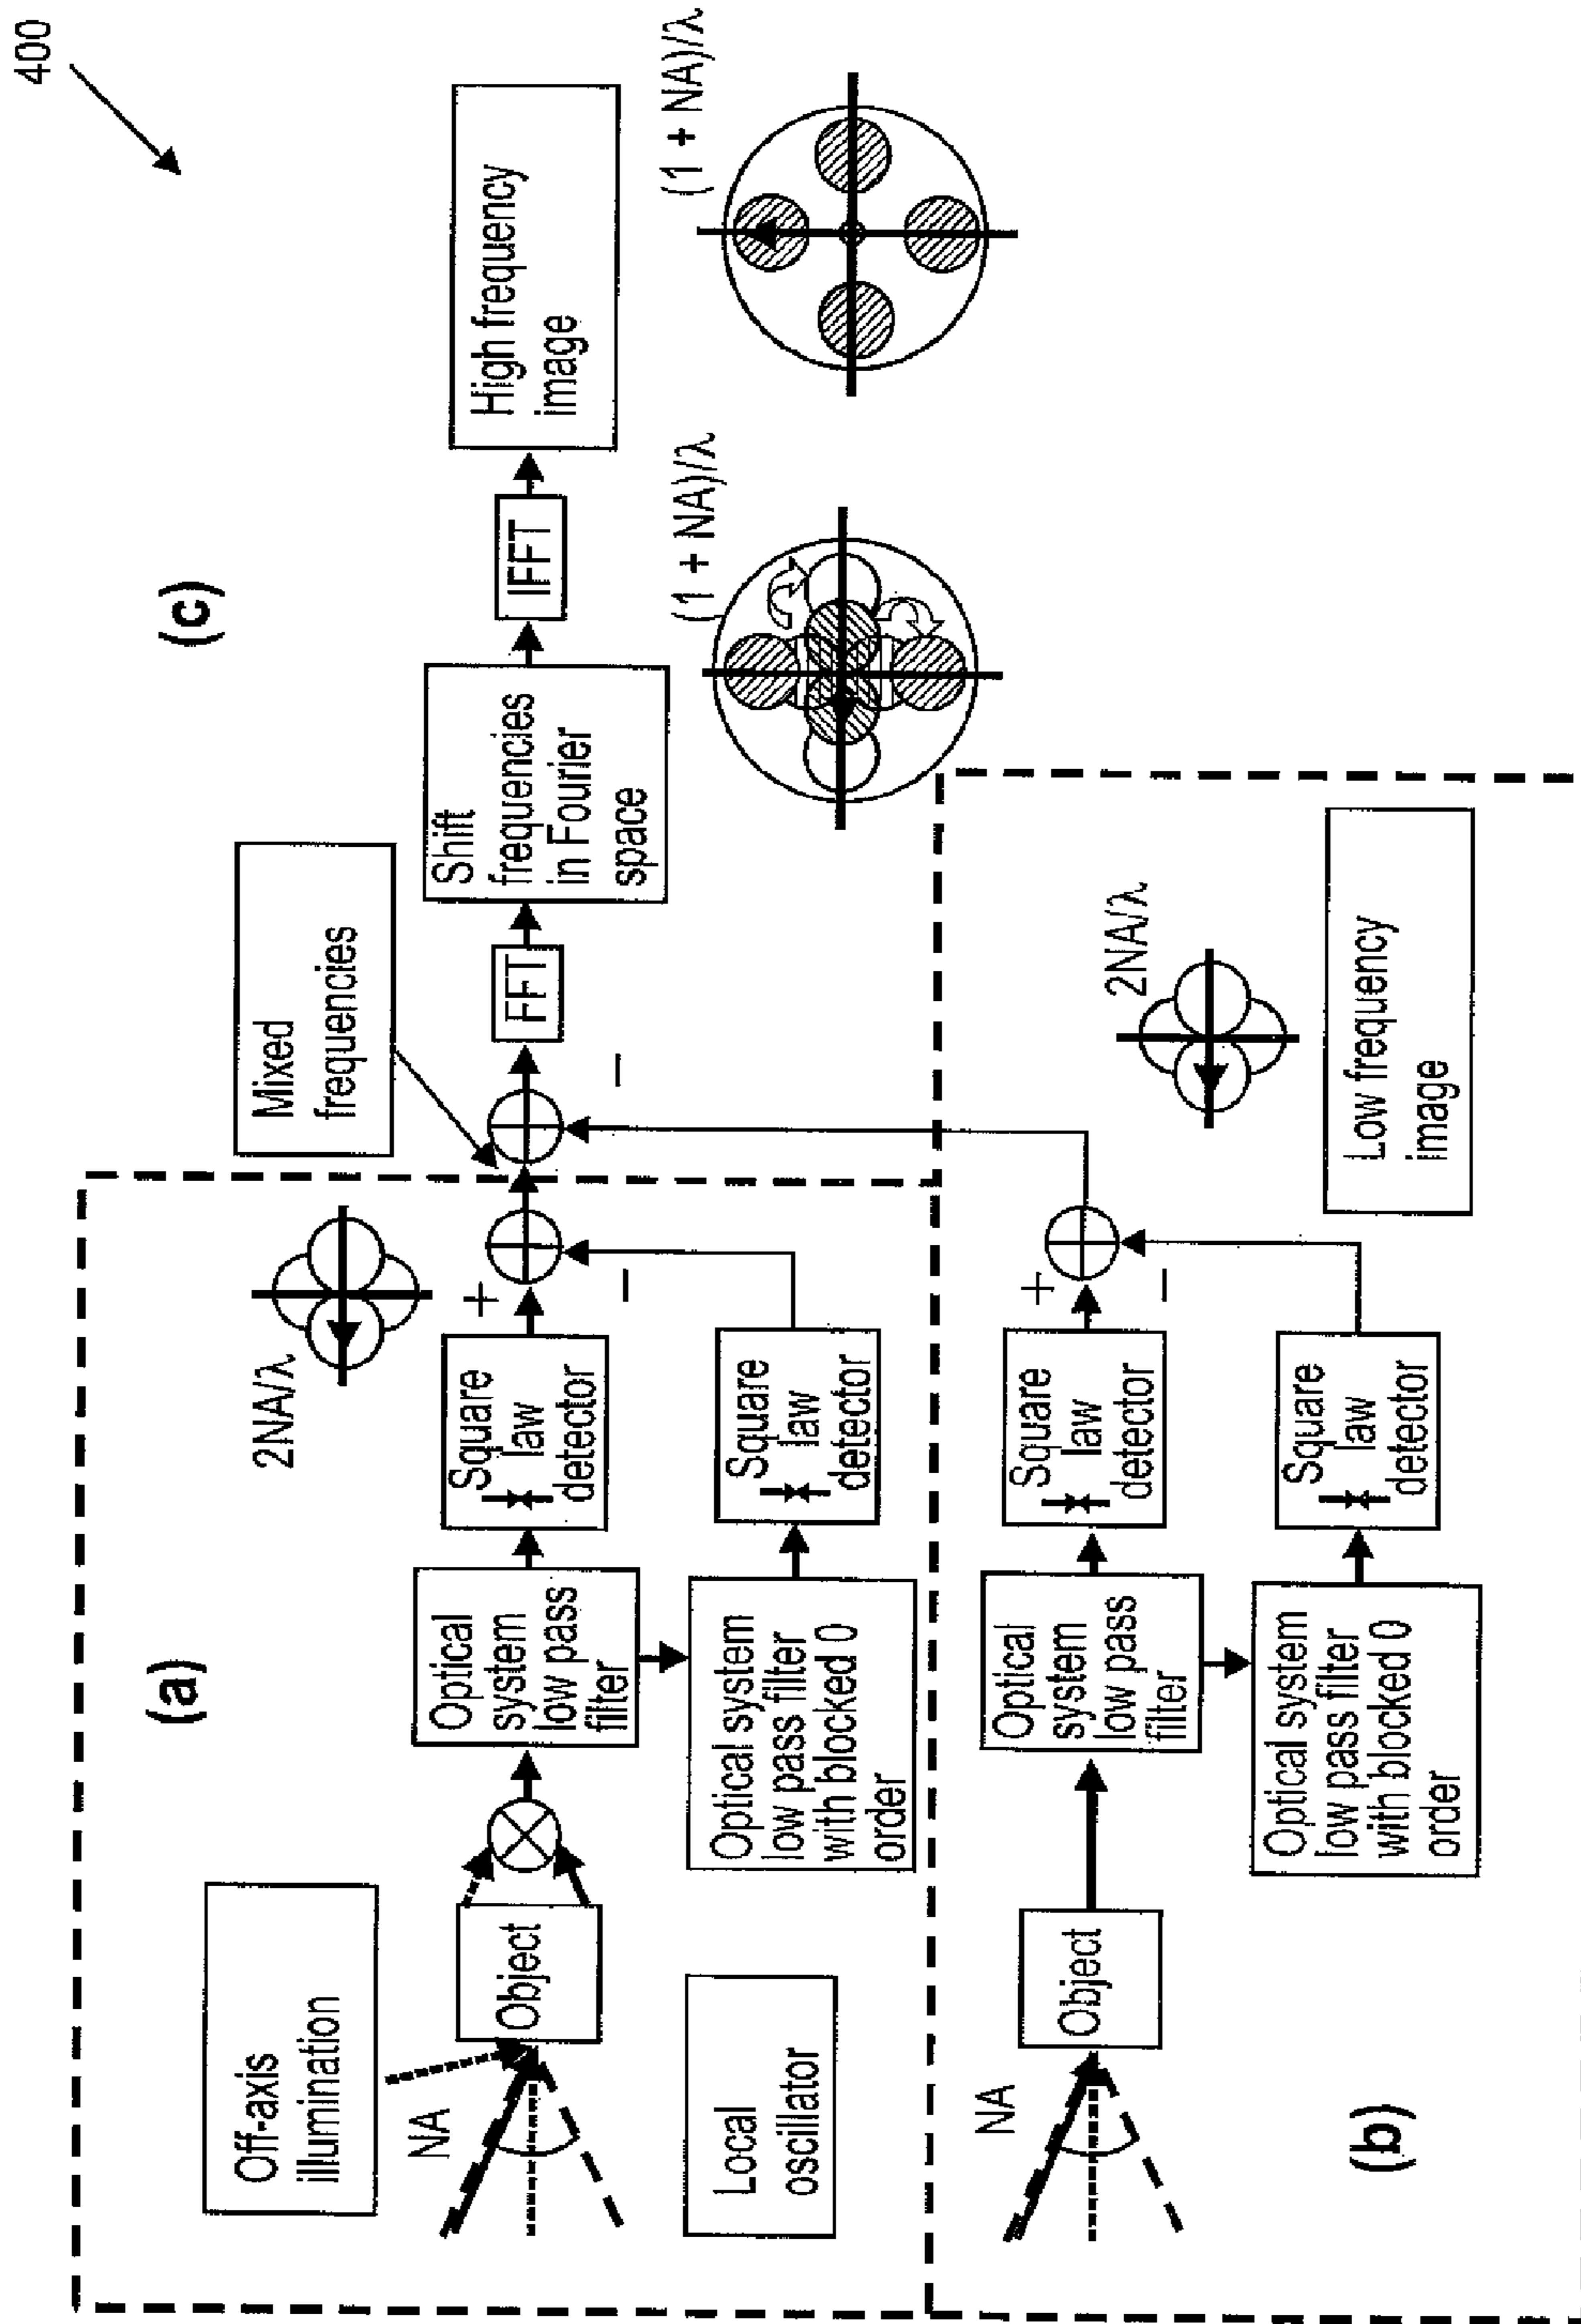 400
(a)
Off-axis
illumination
NA
Object
Local
oscillator
Optical
system
low pass
filter
Optical system
low pass filter
with blocked 0
order
Square
law
detector
Square
law
detector
+
−
2NA/λ
(c)
Mixed
frequencies
−
FFT
Shift
frequencies
in Fourier
space
IFFT
High frequency
image
(1 + NA)/λ
(1 + NA)/λ
(b)
NA
Object
Optical
system
low pass
filter
Optical system
low pass filter
with blocked 0
order
Square
law
detector
Square
law
detector
+
−
2NA/λ
Low frequency
image